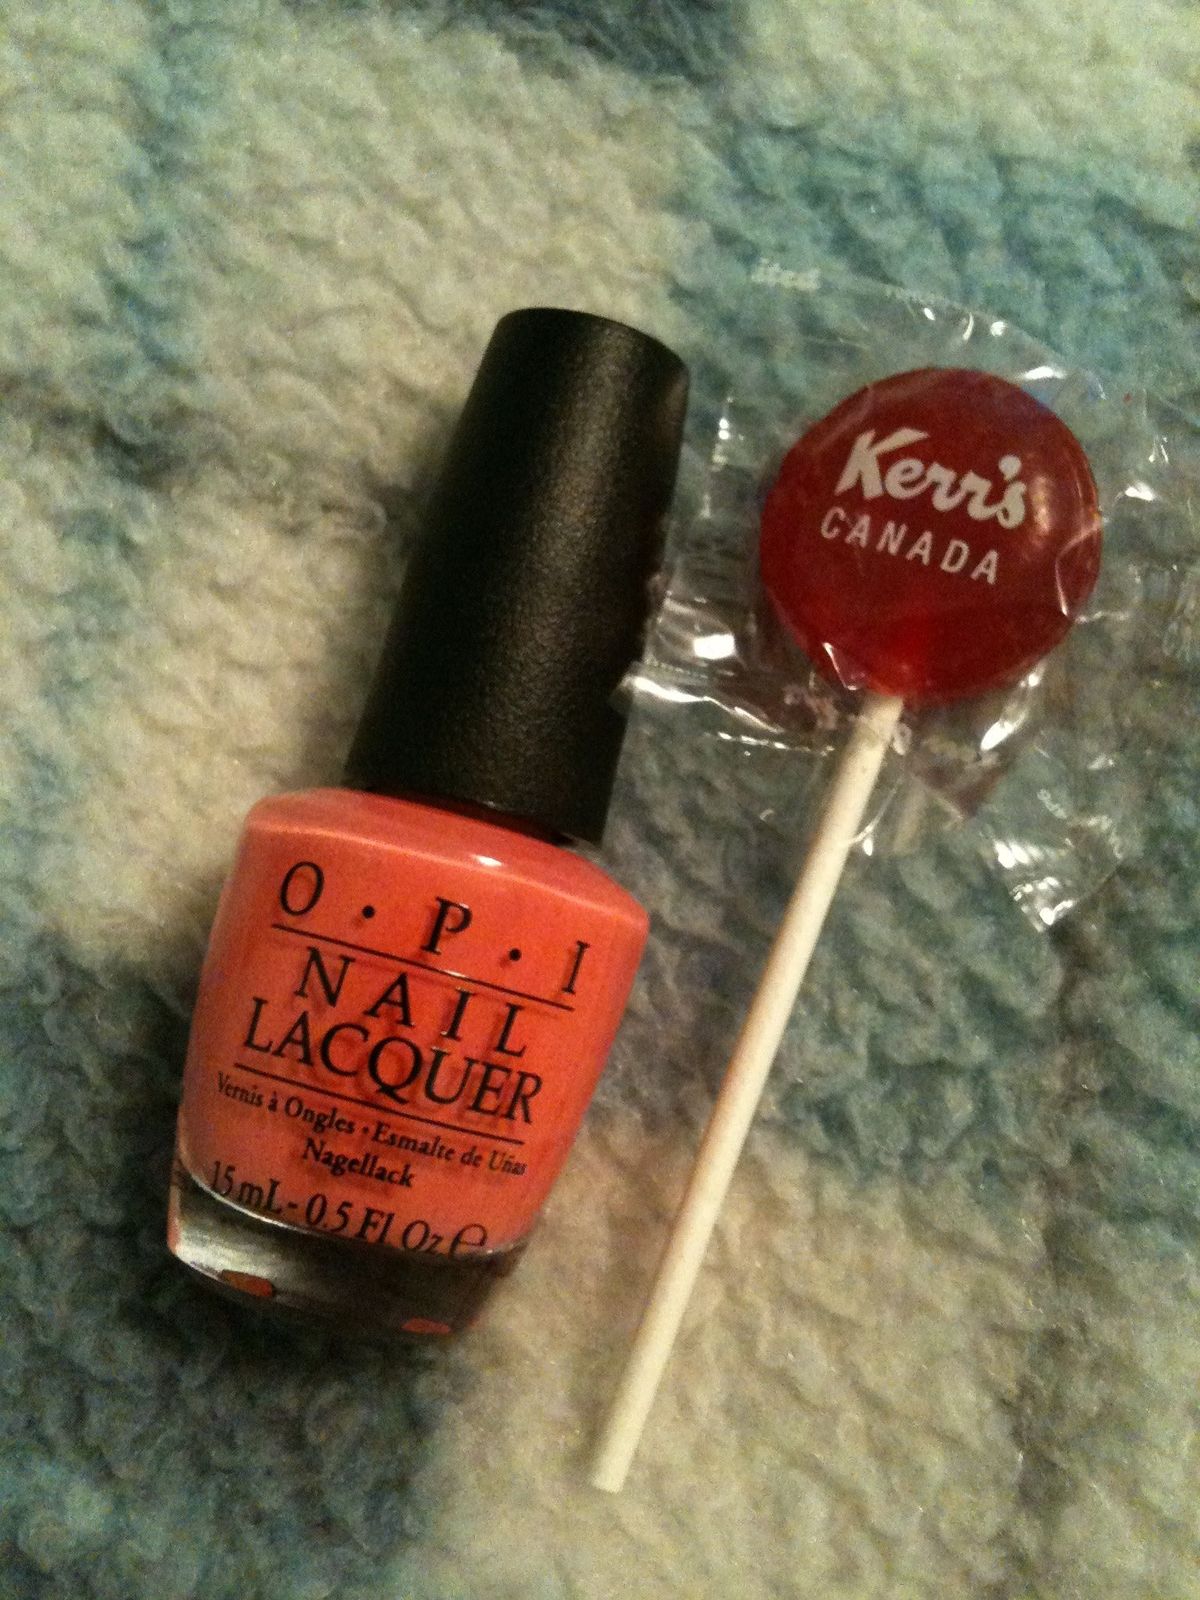 O • P • I
NAIL
LACQUER
Vernis à Ongles • Esmalte de Uñas
Nagellack
15 mL - 0.5 Fl Oz ℮
Kerr's
CANADA